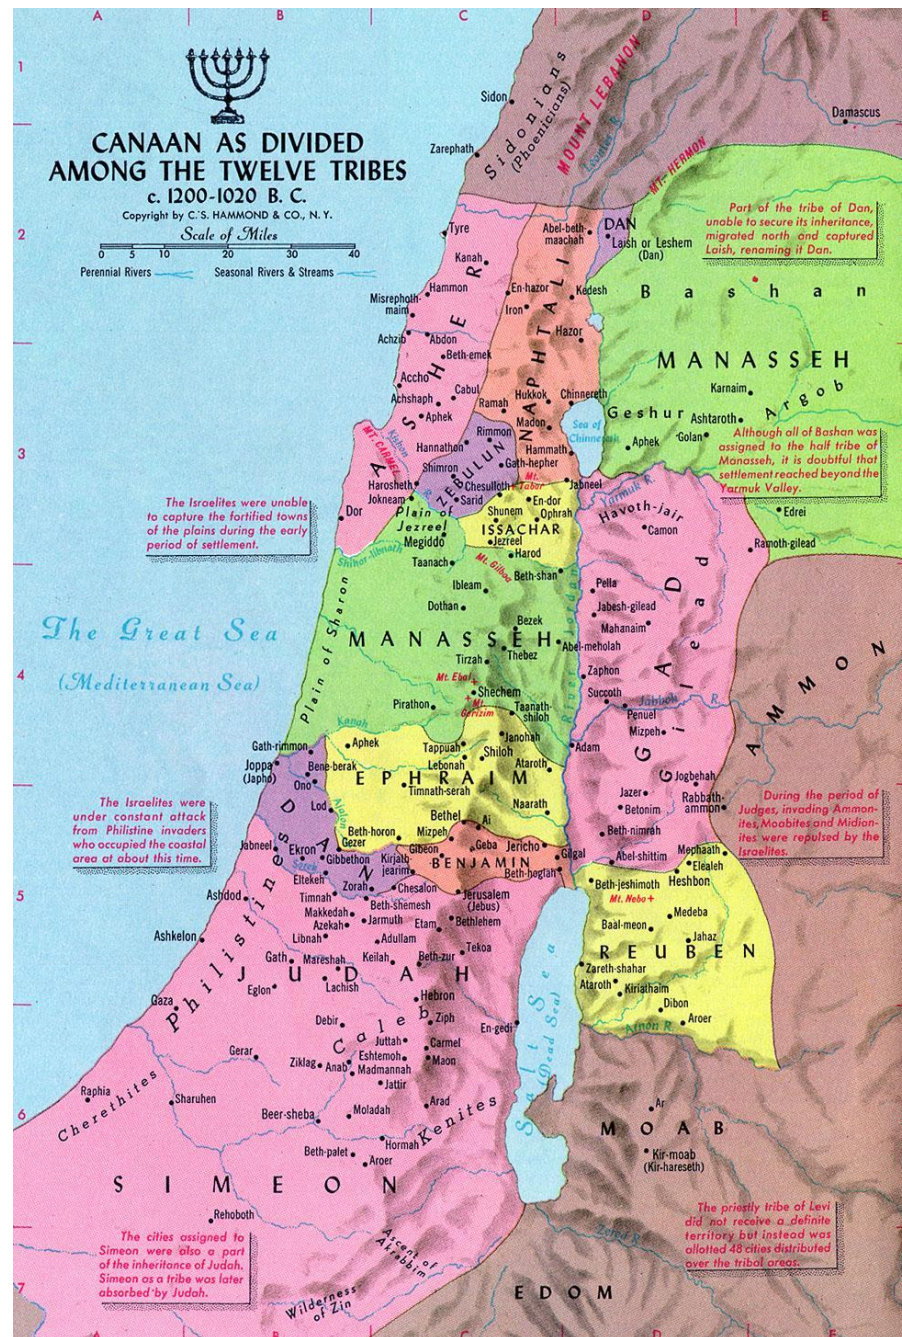 A
B
C
D
E
1
CANAAN AS DIVIDED
AMONG THE TWELVE TRIBES
c. 1200-1020 B. C.
Copyright by C. S. HAMMOND & CO., N. Y.
Scale of Miles
0 5 10 20 30 40
Perennial Rivers
Seasonal Rivers & Streams
Sidonians
(Phoenicians)
MOUNT LEBANON
Leontes R.
MT. HERMON
Sidon
Zarephath
Damascus
2
Part of the tribe of Dan,
unable to secure its inheritance,
migrated north and captured
Laish, renaming it Dan.
Tyre
Abel-beth-
maachah
DAN
Laish or Leshem
(Dan)
Kanah
Hammon
En-hazor
Kedesh
Iron
Misrephoth-
maim
Achzib
Abdon
Hazor
Beth-emek
ASHER
NAPHTALI
Bashan
MANASSEH
Karnaim
Argob
Accho
Cabul
Achshaph
Aphek
Ramah
Hukkok
Chinnereth
Madon
Sea of
Chinnereth
Geshur
Ashtaroth
Golan
Aphek
3
Although all of Bashan was
assigned to the half tribe of
Manasseh, it is doubtful that
settlement reached beyond the
Yarmuk Valley.
MT. CARMEL
Kishon
R.
Hannathon
Rimmon
Hammath
Gath-hepher
Shimron
ZEBULUN
Mt.
Tabor
Jabneel
Harosheth
Chesulloth
Sarid
Jokneam
En-dor
Shunem
Ophrah
Yarmuk R.
Havoth-jair
Camon
Edrei
Ramoth-gilead
Dor
Plain of
Jezreel
ISSACHAR
Megiddo
Jezreel
Harod
Shihor-libnath
Taanach
Mt. Gilboa
Beth-shan
The Israelites were unable
to capture the fortified towns
of the plains during the early
period of settlement.
Ibleam
Dothan
Bezek
MANASSEH
Abel-meholah
Thebez
Tirzah
Pella
Jabesh-gilead
Mahanaim
River Jordan
The Great Sea
(Mediterranean Sea)
Plain of Sharon
4
Mt. Ebal
Shechem
Mt.
Gerizim
Taanath-
shiloh
Pirathon
Zaphon
Succoth
Jabbok R.
Penuel
Mizpeh
GAD
Gilead
AMMON
Kanah
Janohah
Gath-rimmon
Aphek
Tappuah
Shiloh
Adam
Joppa
(Japho)
Bene-berak
Lebonah
Ataroth
Ono
EPHRAIM
Timnath-serah
Lod
Ajalon
Naarath
Jogbehah
Jazer
Rabbath-
ammon
Betonim
Beth-nimrah
During the period of
Judges, invading Ammon-
ites, Moabites and Midian-
ites were repulsed by the
Israelites.
The Israelites were
under constant attack
from Philistine invaders
who occupied the coastal
area at about this time.
DAN
Bethel
Ai
Beth-horon
Mizpeh
Jabneel
Ekron
Gezer
Gibeon
Geba
Jericho
Gilgal
Gibbethon
Kirjath-
jearim
BENJAMIN
Beth-hoglah
Abel-shittim
Mephaath
Elealeh
Heshbon
Sorek
Eltekeh
Zorah
Chesalon
Beth-jeshimoth
Mt. Nebo
5
Ashdod
Timnah
Beth-shemesh
Jerusalem
(Jebus)
Makkedah
Jarmuth
Azekah
Etam
Bethlehem
Medeba
Baal-meon
Ashkelon
Libnah
Adullam
Jahaz
REUBEN
Philistines
Gath
Mareshah
Keilah
Beth-zur
Tekoa
Zareth-shahar
JUDAH
Eglon
Lachish
Ataroth
Kiriathaim
Hebron
Gaza
Dibon
Debir
Caleb
Ziph
En-gedi
Aroer
Arnon R.
Juttah
Carmel
Gerar
Ziklag
Anab
Eshtemoh
Maon
Madmannah
Jattir
Salt Sea
(Dead Sea)
Raphia
Cherethites
Sharuhen
6
Arad
Beer-sheba
Moladah
Kenites
Ar
MOAB
Hormah
Beth-palet
Aroer
Kir-moab
(Kir-hareseth)
SIMEON
Rehoboth
The cities assigned to
Simeon were also a part
of the inheritance of Judah.
Simeon as a tribe was later
absorbed by Judah.
Ascent of
Akrabbim
Zered R.
The priestly tribe of Levi
did not receive a definite
territory but instead was
allotted 48 cities distributed
over the tribal areas.
7
Wilderness
of Zin
EDOM
A
B
C
D
E